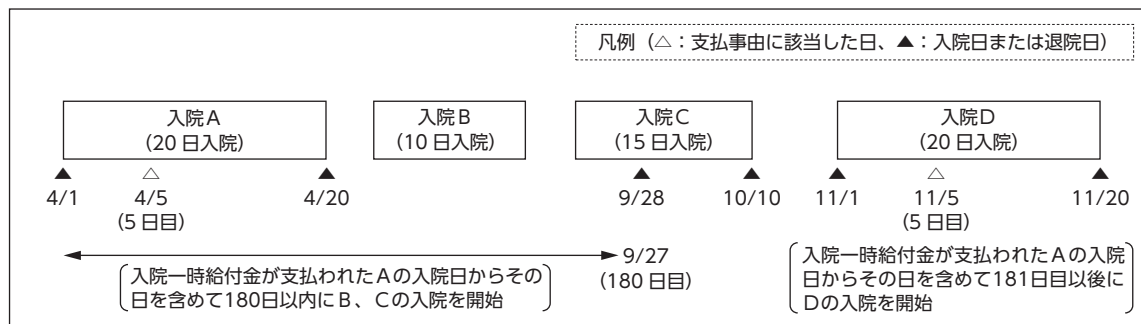 凡例（△：支払事由に該当した日、▲：入院日または退院日）
入院A
（20日入院）
入院B
（10日入院）
入院C
（15日入院）
入院D
（20日入院）
▲
△
▲
▲
▲
▲
△
▲
4/1
4/5
4/20
9/28
10/10
11/1
11/5
11/20
（5日目）
（5日目）
9/27
（180日目）
入院一時給付金が支払われたAの入院日からその
日を含めて180日以内にB、Cの入院を開始
入院一時給付金が支払われたAの入院
日からその日を含めて181日目以後に
Dの入院を開始